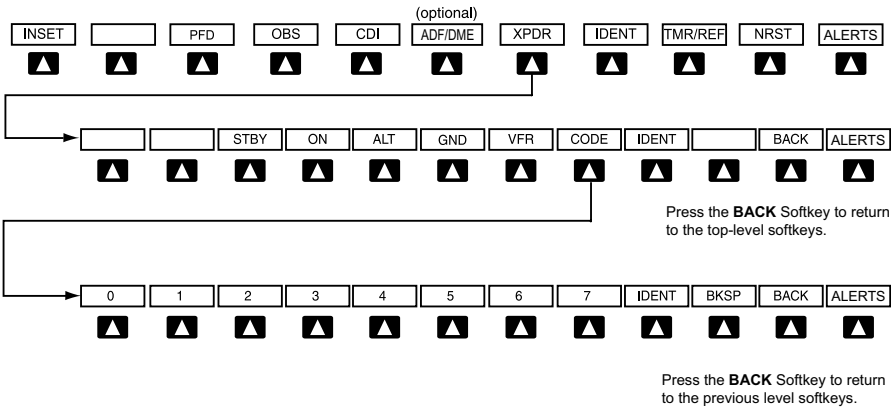 (optional)
INSET PFD OBS CDI ADF/DME XPDR IDENT TMR/REF NRST ALERTS
STBY ON ALT GND VFR CODE IDENT BACK ALERTS
Press the BACK Softkey to return
to the top-level softkeys.
0 1 2 3 4 5 6 7 IDENT BKSP BACK ALERTS
Press the BACK Softkey to return
to the previous level softkeys.